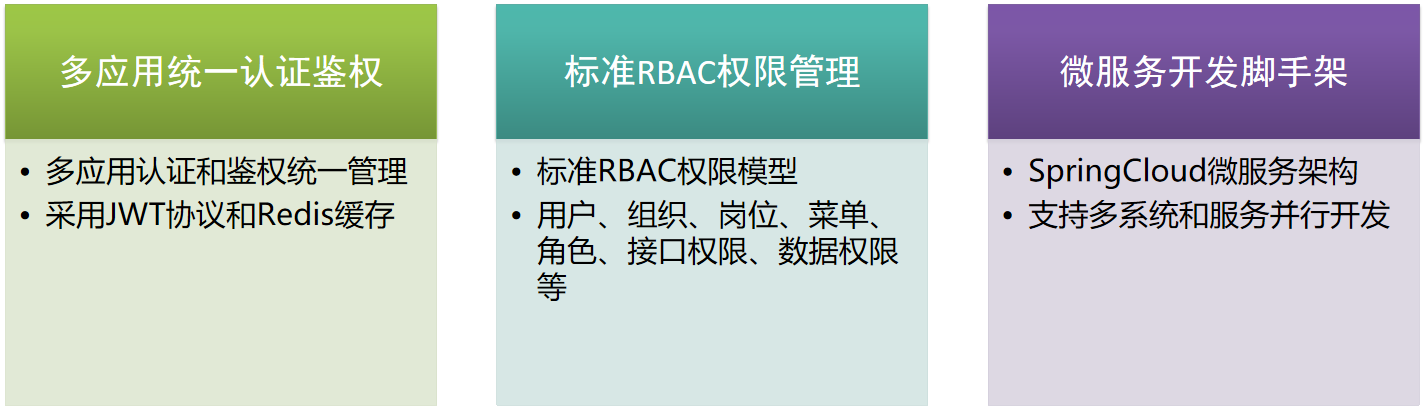 多应用统一认证鉴权
• 多应用认证和鉴权统一管理
• 采用JWT协议和Redis缓存
标准RBAC权限管理
• 标准RBAC权限模型
• 用户、组织、岗位、菜单、
角色、接口权限、数据权限
等
微服务开发脚手架
• SpringCloud微服务架构
• 支持多系统和服务并行开发